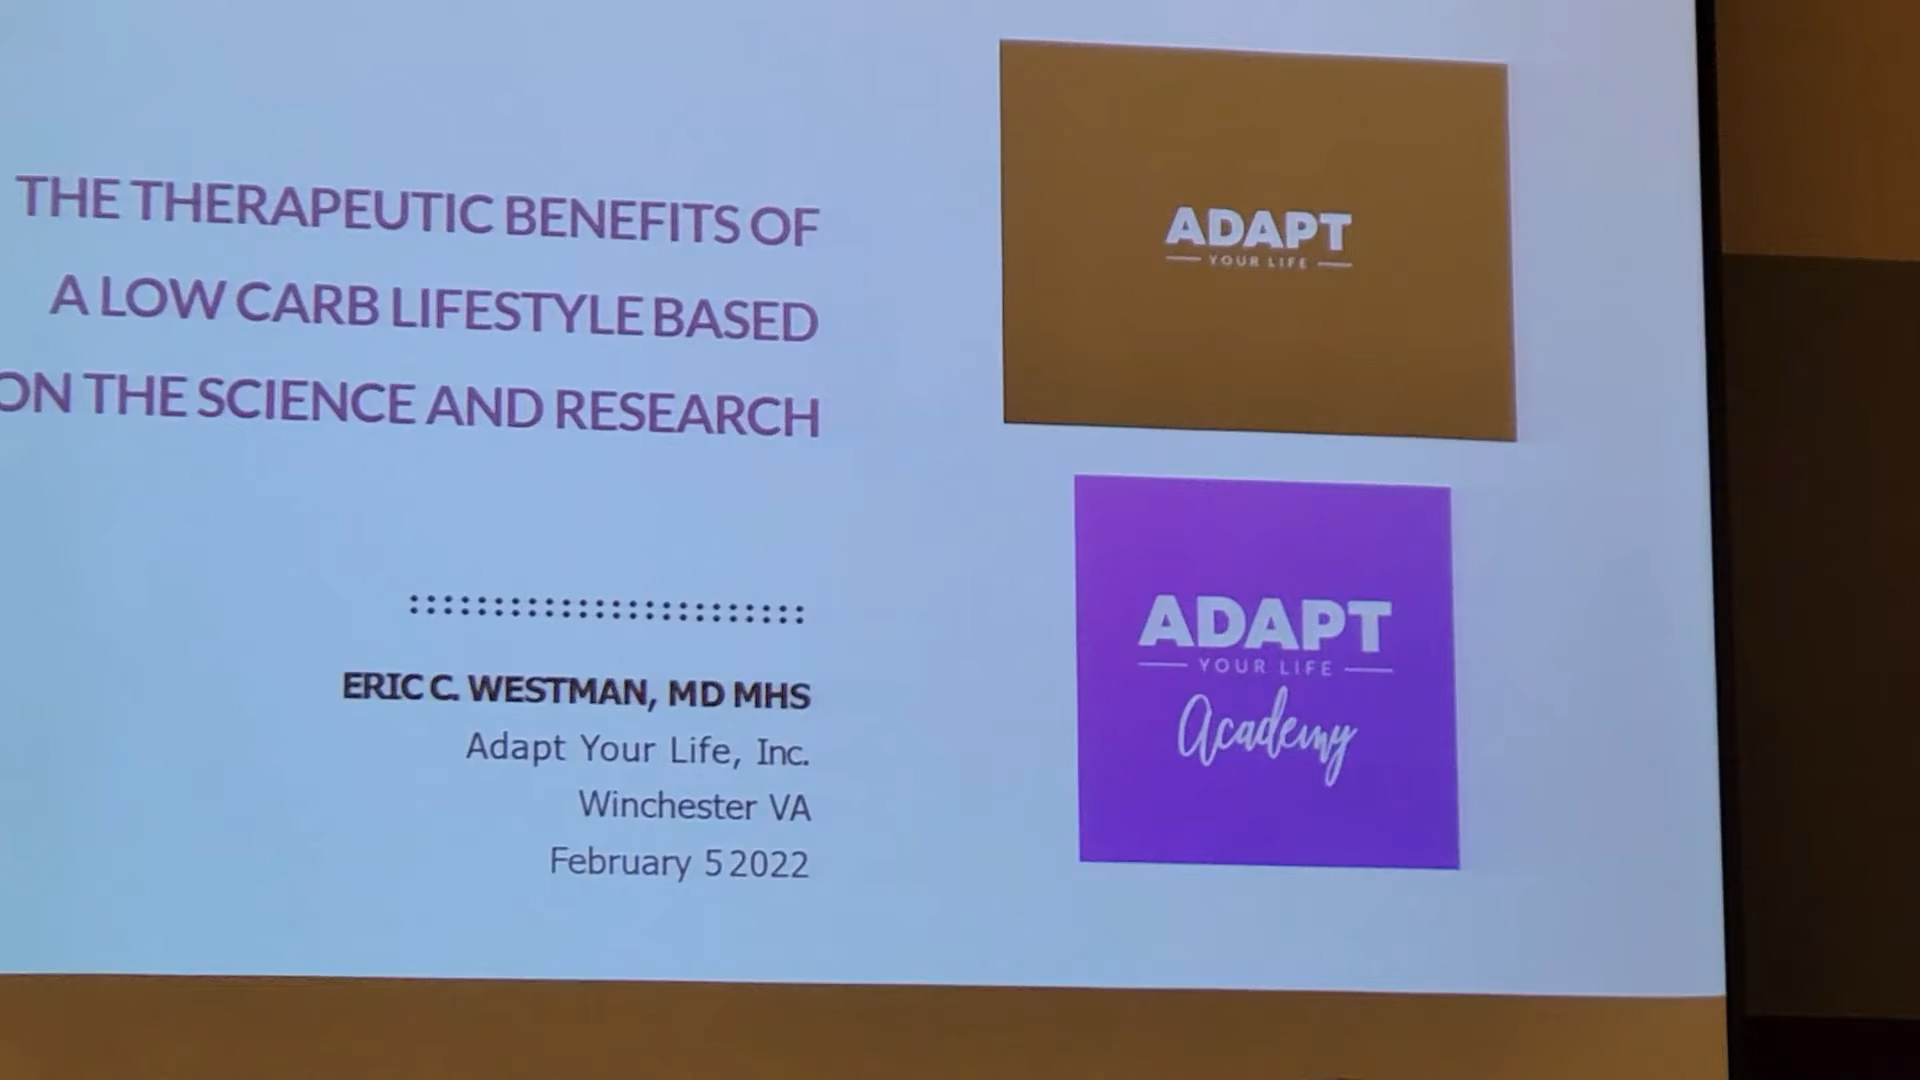 THE THERAPEUTIC BENEFITS OF
A LOW CARB LIFESTYLE BASED
ON THE SCIENCE AND RESEARCH
ERIC C. WESTMAN, MD MHS
Adapt Your Life, Inc.
Winchester VA
February 5 2022
ADAPT
YOUR LIFE
ADAPT
YOUR LIFE
Academy